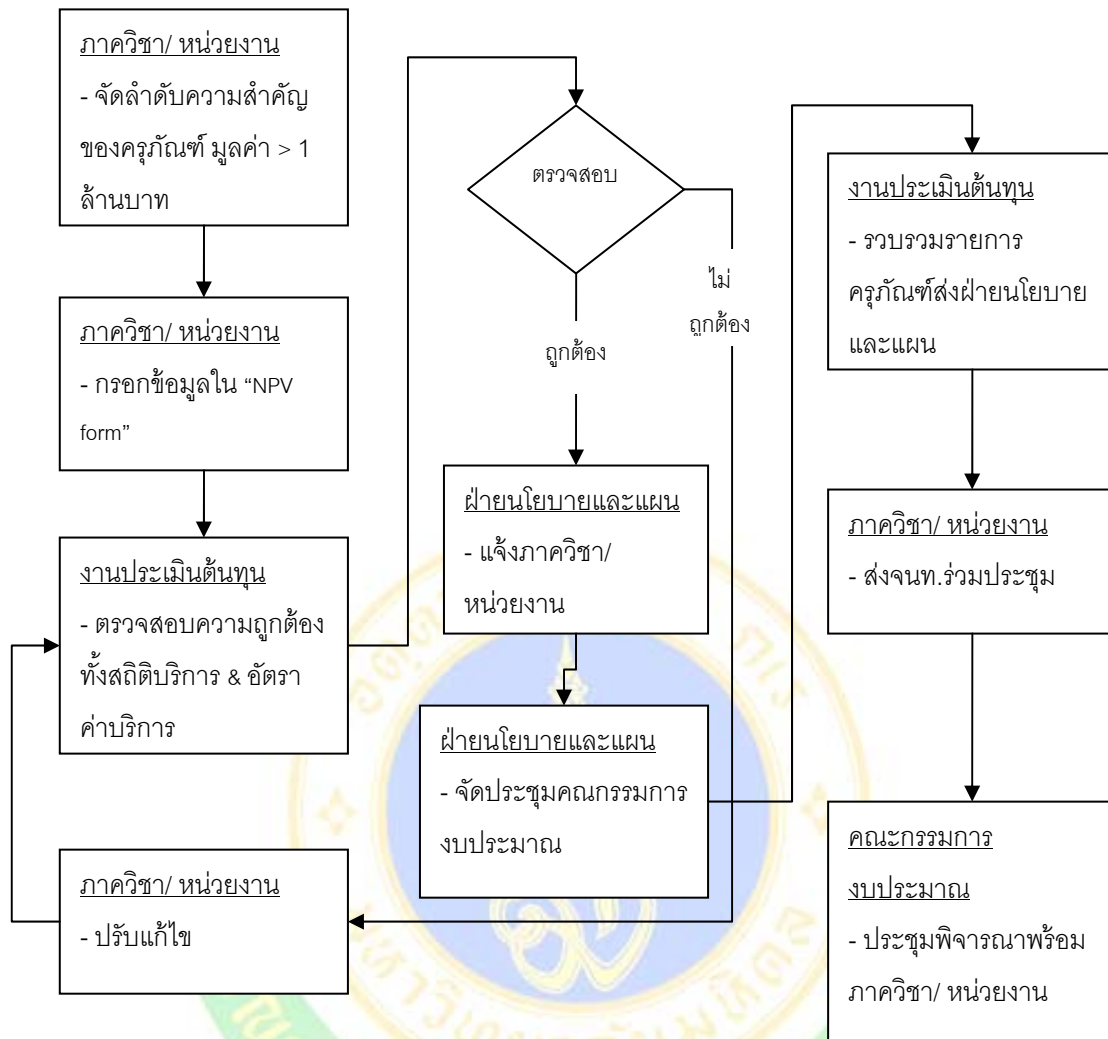 ภาควิชา/ หน่วยงาน
- จัดลำดับความสำคัญ
ของครุภัณฑ์ มูลค่า > 1
ล้านบาท
ภาควิชา/ หน่วยงาน
- กรอกข้อมูลใน “NPV
form”
งานประเมินต้นทุน
- ตรวจสอบความถูกต้อง
ทั้งสถิติบริการ & อัตรา
ค่าบริการ
ภาควิชา/ หน่วยงาน
- ปรับแก้ไข
ตรวจสอบ
ไม่
ถูกต้อง
ถูกต้อง
ฝ่ายนโยบายและแผน
- แจ้งภาควิชา/
หน่วยงาน
ฝ่ายนโยบายและแผน
- จัดประชุมคณกรรมการ
งบประมาณ
งานประเมินต้นทุน
- รวบรวมรายการ
ครุภัณฑ์ส่งฝ่ายนโยบาย
และแผน
ภาควิชา/ หน่วยงาน
- ส่งจนท.ร่วมประชุม
คณะกรรมการ
งบประมาณ
- ประชุมพิจารณาพร้อม
ภาควิชา/ หน่วยงาน